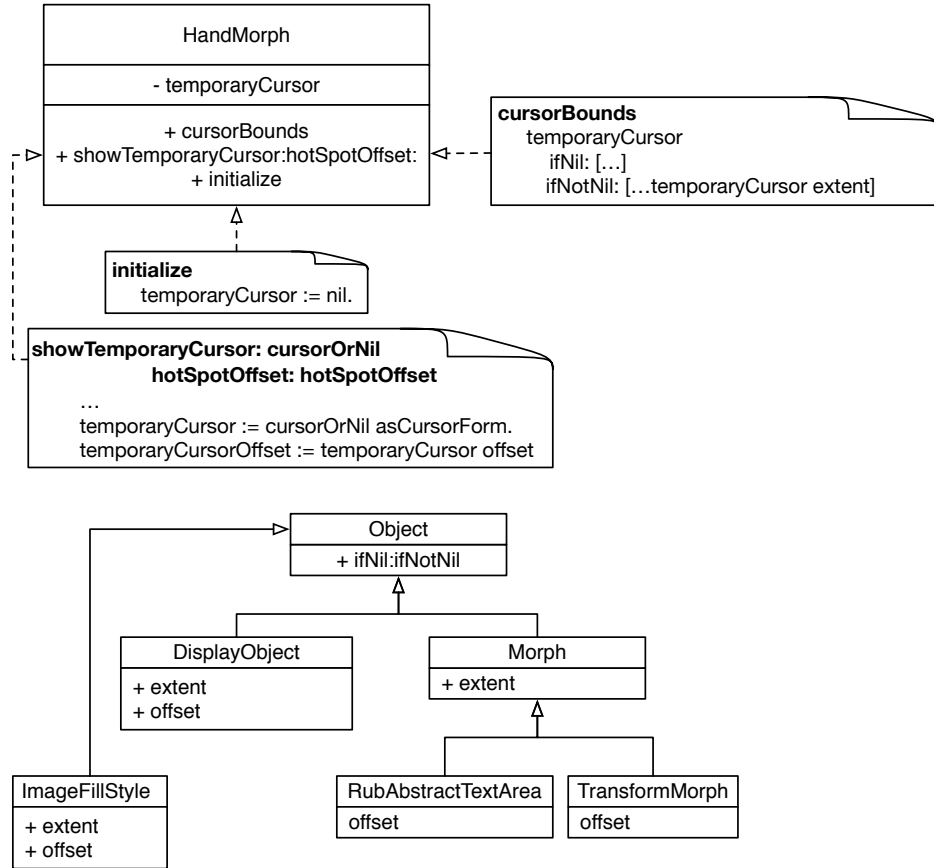 HandMorph
- temporaryCursor
+ cursorBounds
+ showTemporaryCursor:hotSpotOffset:
+ initialize
cursorBounds
temporaryCursor
ifNil: […]
ifNotNil: […temporaryCursor extent]
initialize
temporaryCursor := nil.
showTemporaryCursor: cursorOrNil
hotSpotOffset: hotSpotOffset
…
temporaryCursor := cursorOrNil asCursorForm.
temporaryCursorOffset := temporaryCursor offset
Object
+ ifNil:ifNotNil
DisplayObject
+ extent
+ offset
Morph
+ extent
ImageFillStyle
+ extent
+ offset
RubAbstractTextArea
offset
TransformMorph
offset